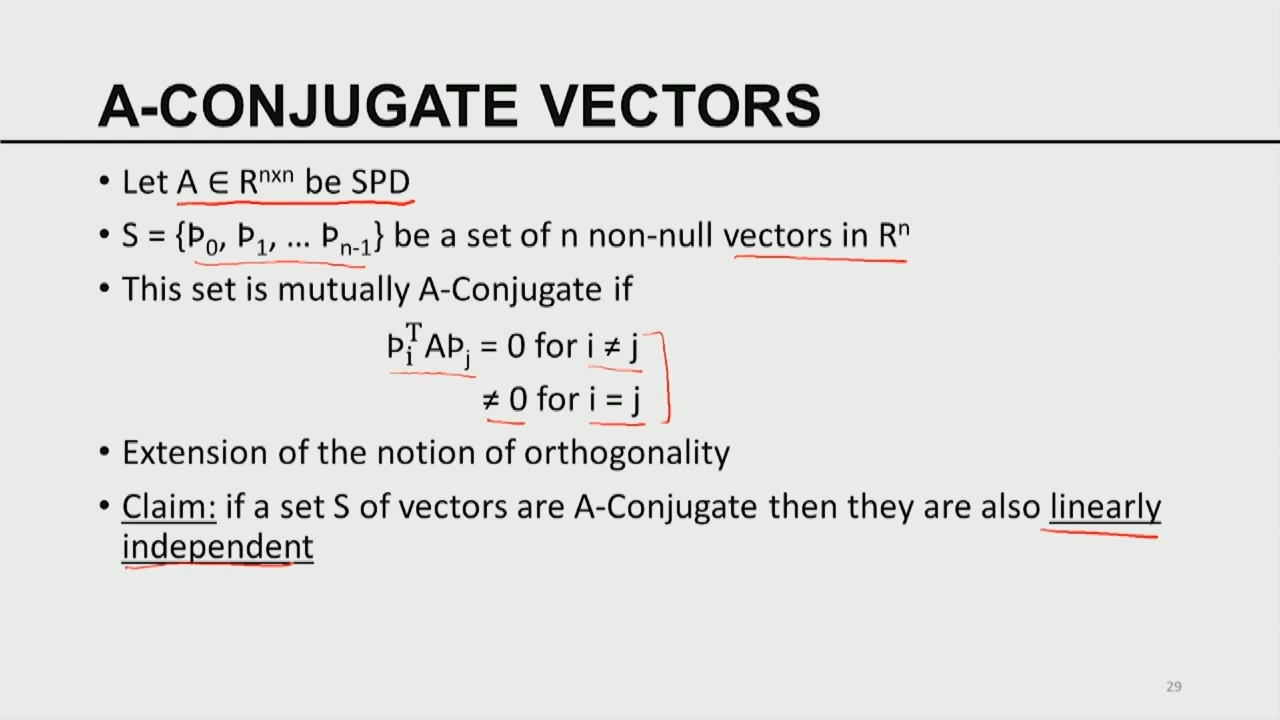 A-CONJUGATE VECTORS
• Let A ∈ Rⁿˣⁿ be SPD
• S = {Þ₀, Þ₁, ... Þₙ₋₁} be a set of n non-null vectors in Rⁿ
• This set is mutually A-Conjugate if
Þᵢᵀ AÞⱼ = 0 for i ≠ j
≠ 0 for i = j
• Extension of the notion of orthogonality
• Claim: if a set S of vectors are A-Conjugate then they are also linearly
independent
29